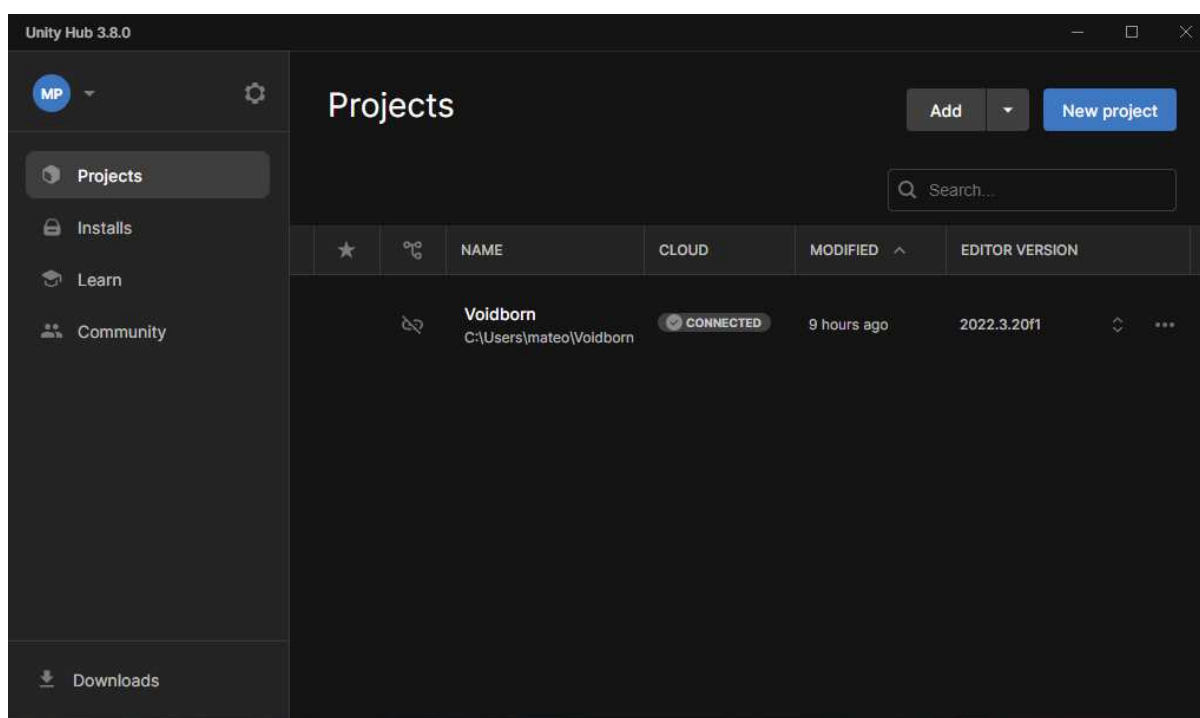 Unity Hub 3.8.0
MP
Projects
Add
New project
Projects
Installs
Learn
Community
Search...
NAME CLOUD MODIFIED EDITOR VERSION
Voidborn
C:\Users\mateo\Voidborn
CONNECTED
9 hours ago
2022.3.20f1
Downloads